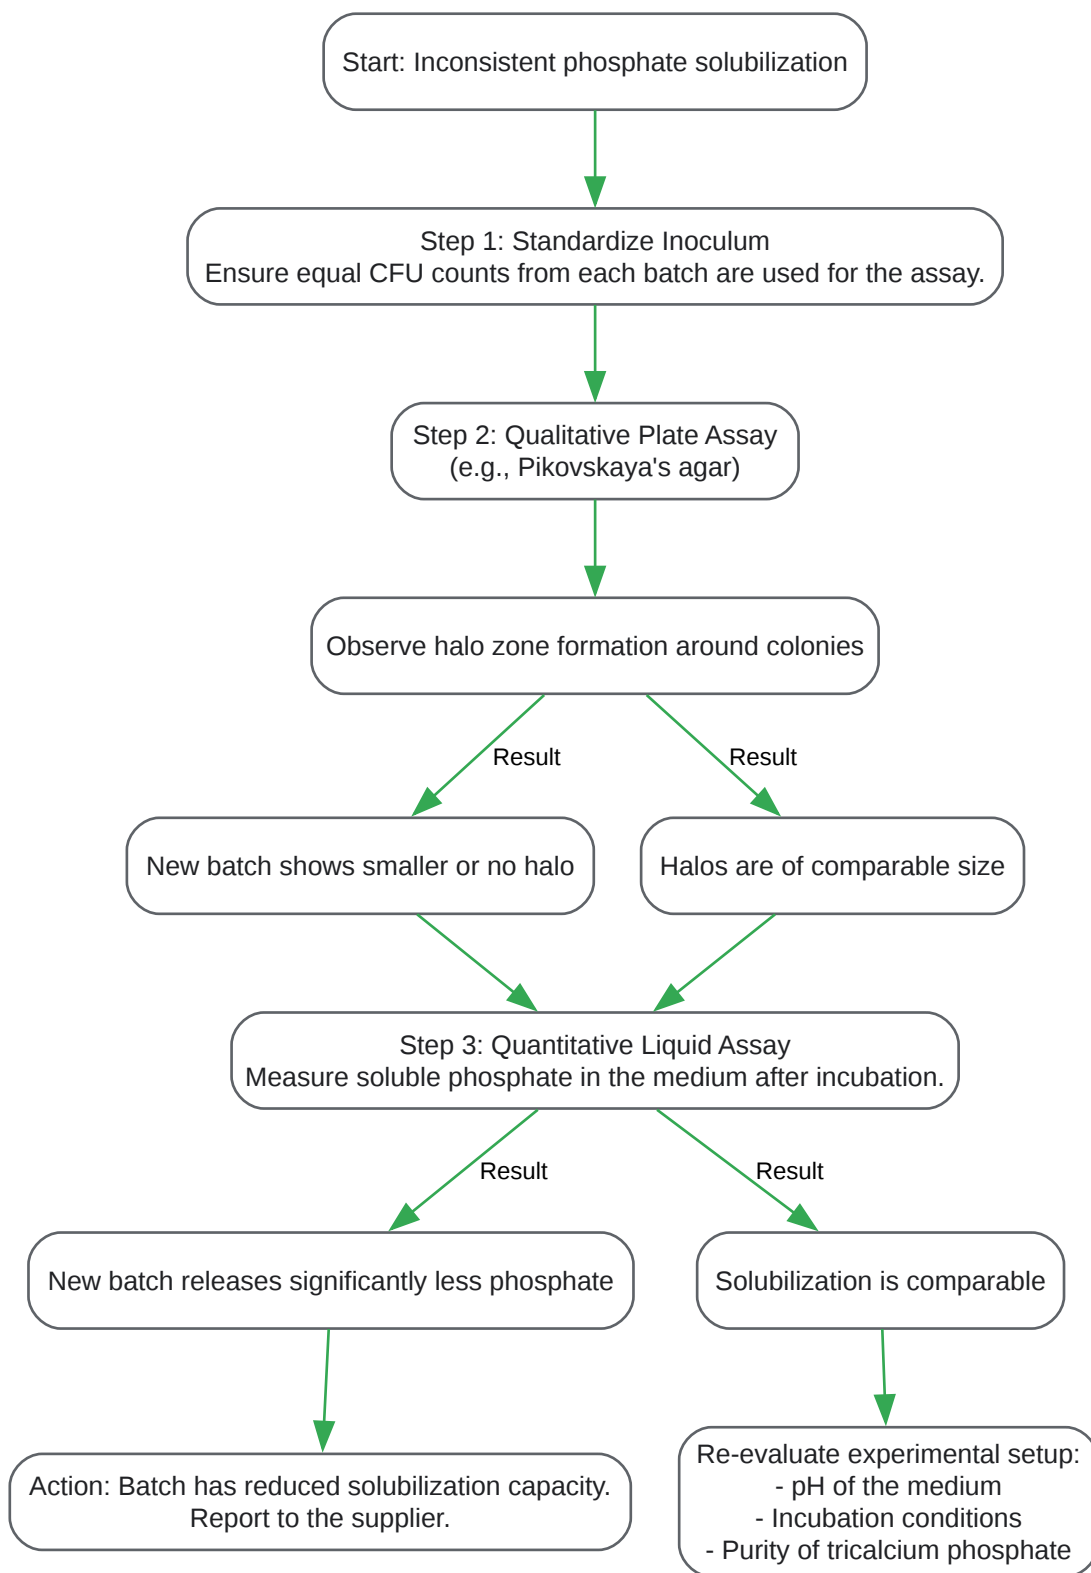 Start: Inconsistent phosphate solubilization
Step 1: Standardize Inoculum
Ensure equal CFU counts from each batch are used for the assay.
Step 2: Qualitative Plate Assay
(e.g., Pikovskaya's agar)
Observe halo zone formation around colonies
Result
Result
New batch shows smaller or no halo
Halos are of comparable size
Step 3: Quantitative Liquid Assay
Measure soluble phosphate in the medium after incubation.
Result
Result
New batch releases significantly less phosphate
Solubilization is comparable
Action: Batch has reduced solubilization capacity.
Report to the supplier.
Re-evaluate experimental setup:
- pH of the medium
- Incubation conditions
- Purity of tricalcium phosphate